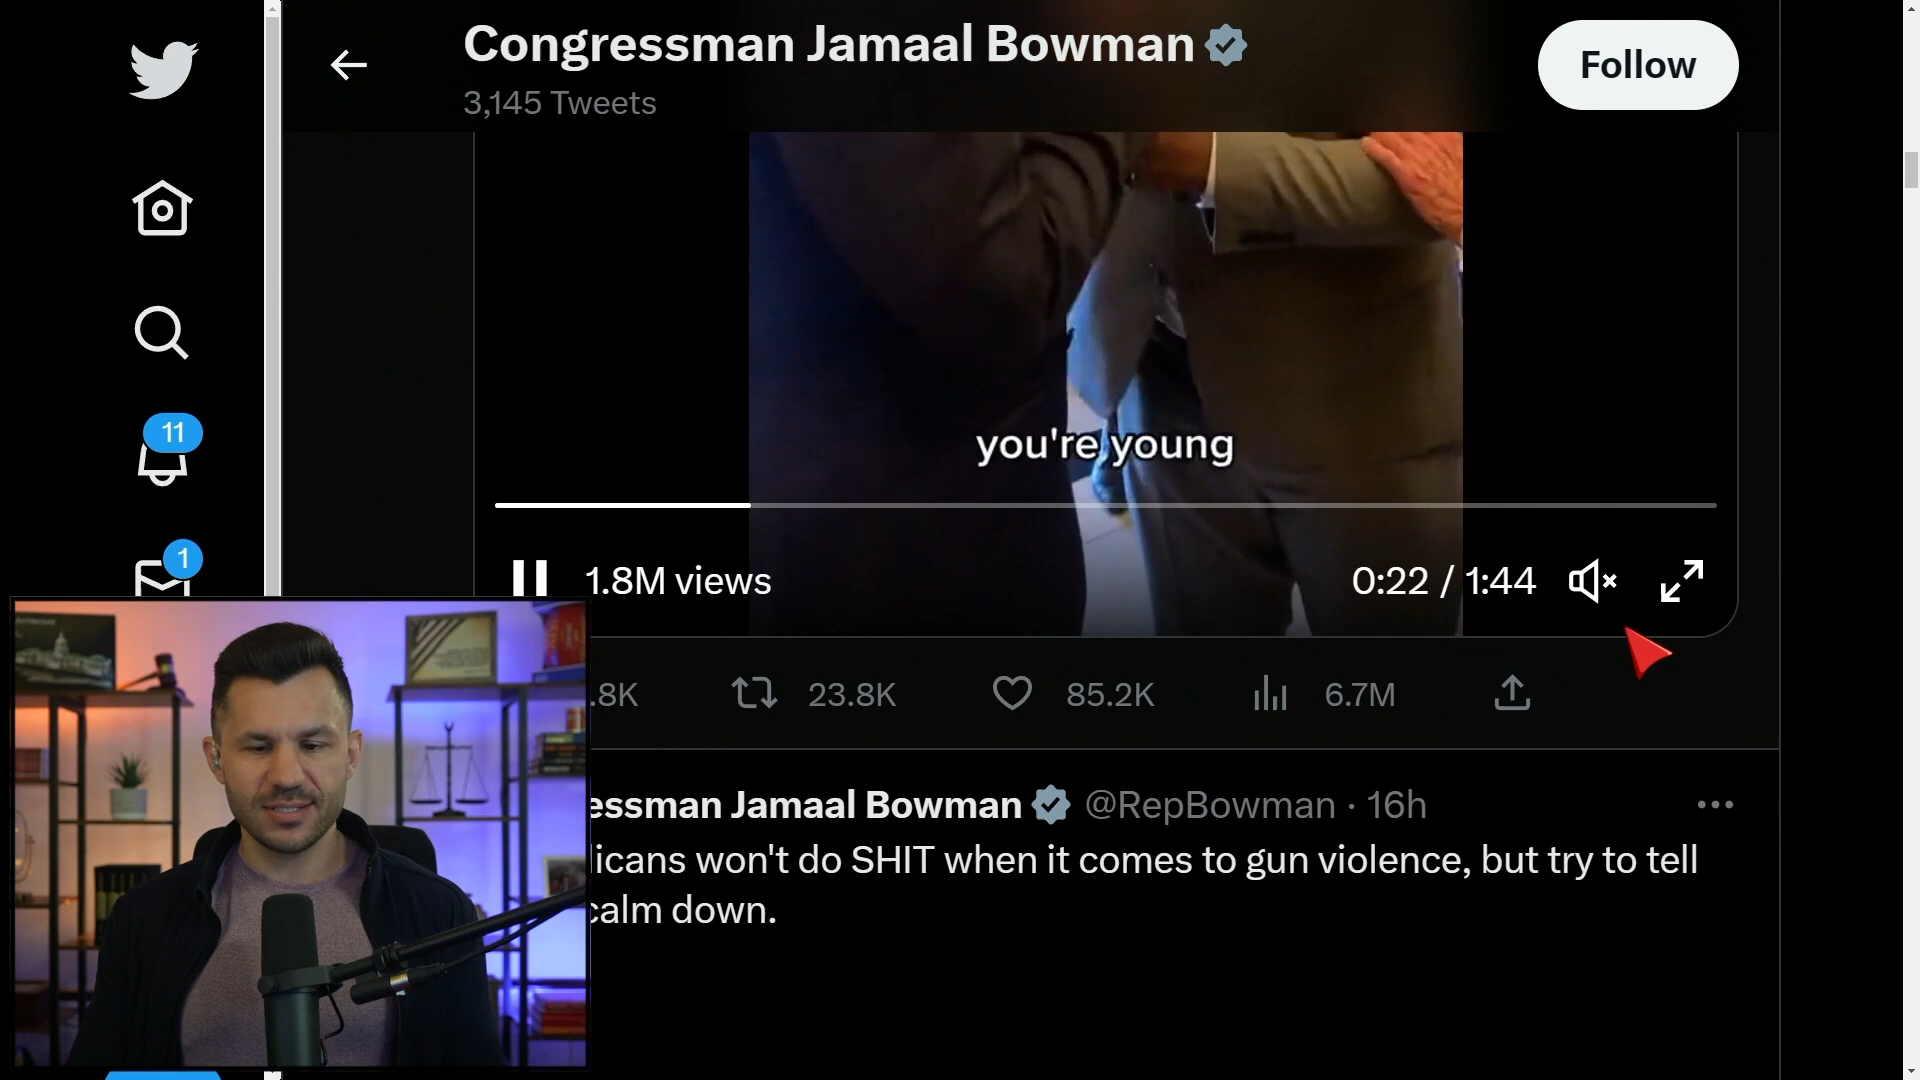 Congressman Jamaal Bowman
3,145 Tweets
Follow
11
1
you're young
1.8M views
0:22 / 1:44
.8K
23.8K
85.2K
6.7M
essman Jamaal Bowman @RepBowman · 16h
licans won't do SHIT when it comes to gun violence, but try to tell
calm down.